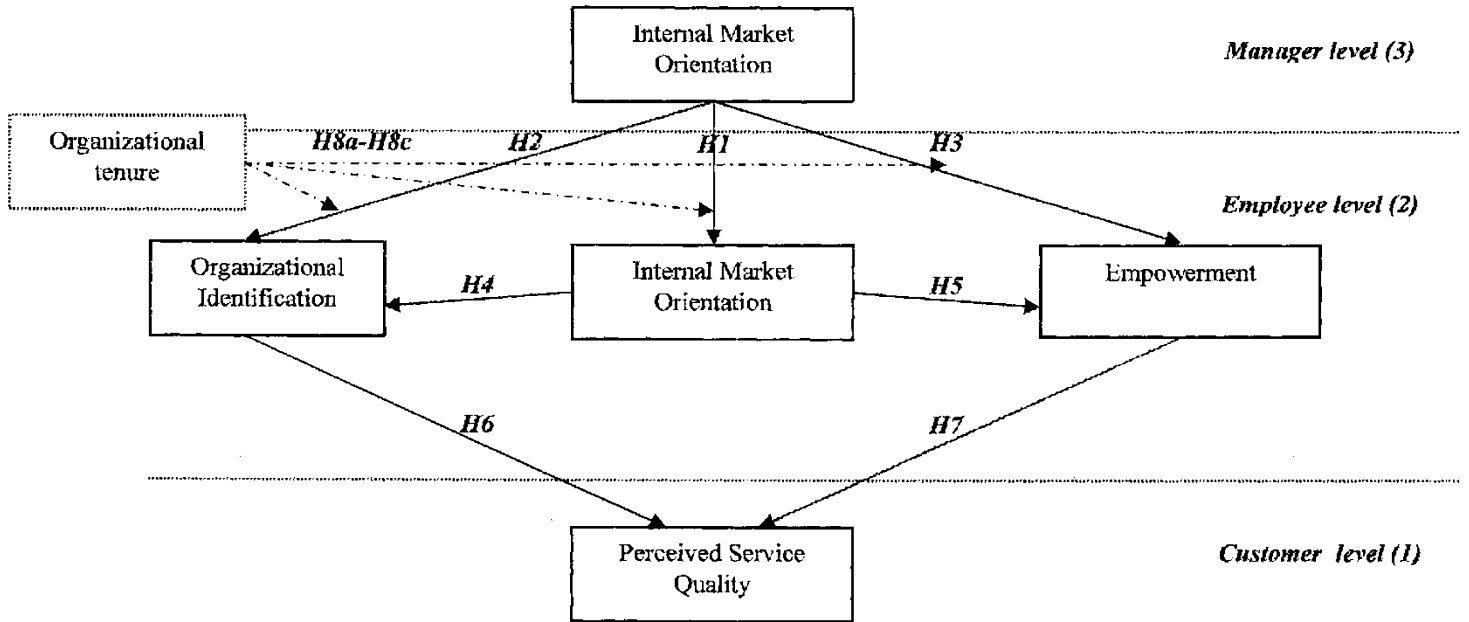 Internal Market
Orientation
Manager level (3)
Organizational
tenure
H8a-H8c
H2
H1
H3
Employee level (2)
Organizational
Identification
H4
Internal Market
Orientation
H5
Empowerment
H6
H7
Perceived Service
Quality
Customer level (1)